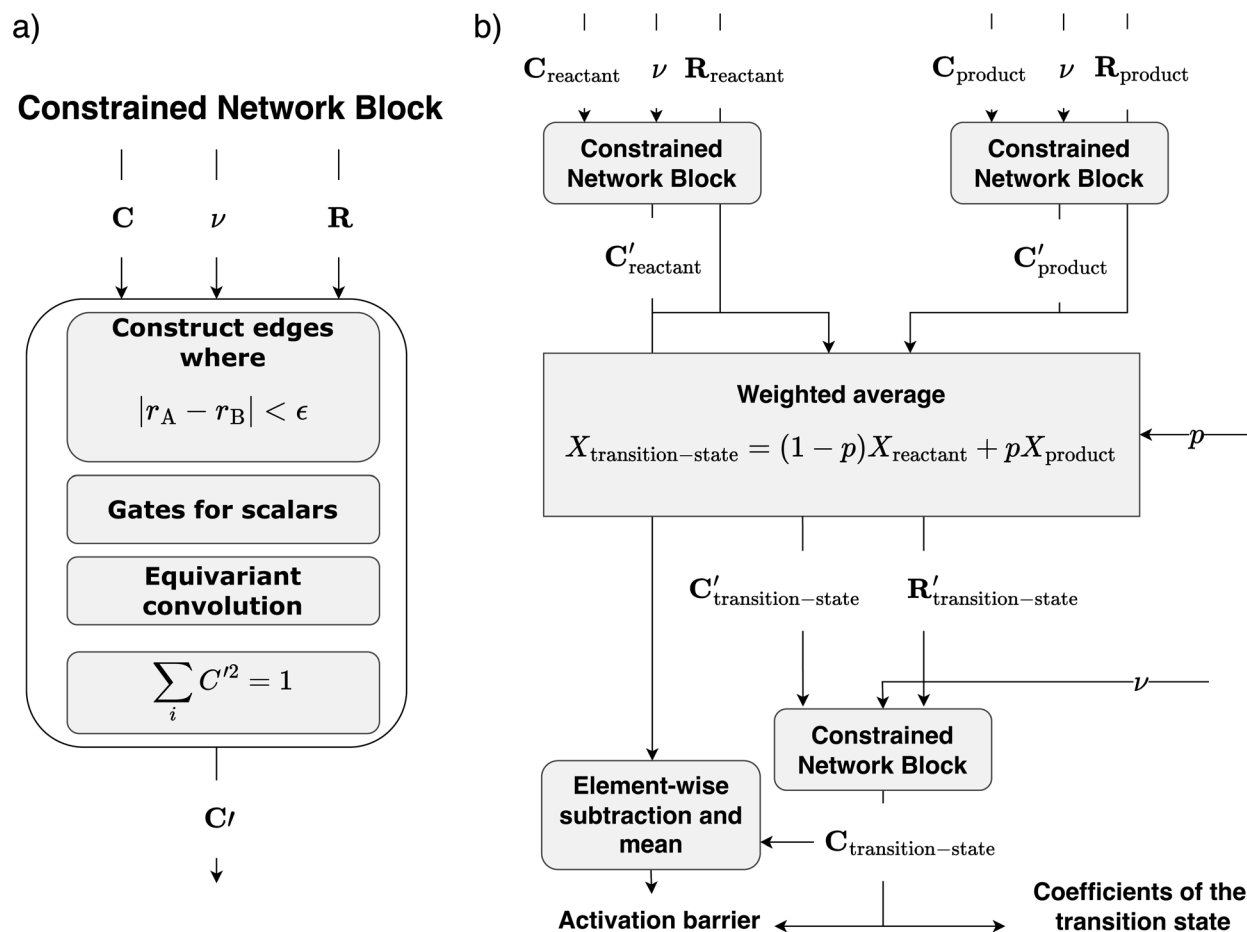 a)
Constrained Network Block
C ν R
Construct edges
where
|r_A − r_B| < ϵ
Gates for scalars
Equivariant
convolution
∑_i C′² = 1
C′
b)
C_reactant ν R_reactant
C_product ν R_product
Constrained
Network Block
Constrained
Network Block
C′_reactant
C′_product
Weighted average
X_transition−state = (1 − p)X_reactant + pX_product
p
C′_transition−state
R′_transition−state
ν
Constrained
Network Block
Element-wise
subtraction and
mean
C_transition−state
Activation barrier
Coefficients of the
transition state